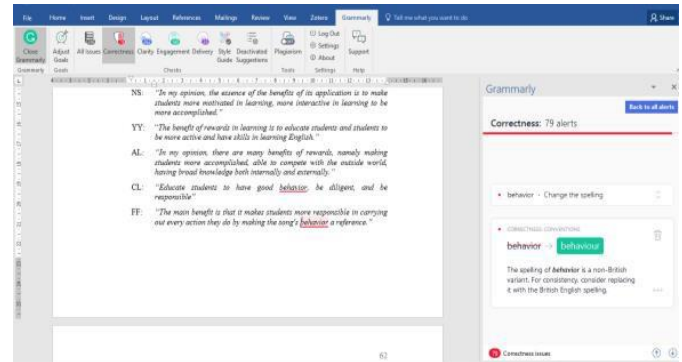 File Home Insert Design Layout References Mailings Review View Zotero Grammarly Tell me what you want to do Share
Close Grammarly
Adjust Goals
All Issues Correctness Clarity Engagement Delivery Style Guide Deactivated Suggestions
Plagiarism
Log Out
Settings
About
Support
Grammarly Goals Checks Tools Settings Help
NS: "In my opinion, the essence of the benefits of its application is to make
students more motivated in learning, more interactive in learning to be
more accomplished."
YY: "The benefit of rewards in learning is to educate students and students to
be more active and have skills in learning English."
AL: "In my opinion, there are many benefits of rewards, namely making
students more accomplished, able to compete with the outside world,
having broad knowledge both internally and externally."
CL: "Educate students to have good behavior, be diligent, and be
responsible"
FF: "The main benefit is that it makes students more responsible in carrying
out every action they do by making the song's behavior a reference."
62
Grammarly
Back to all alerts
Correctness: 79 alerts
behavior - Change the spelling
CORRECTNESS: CONVENTIONS
behavior → behaviour
The spelling of behavior is a non-British
variant. For consistency, consider replacing
it with the British English spelling.
Correctness issues